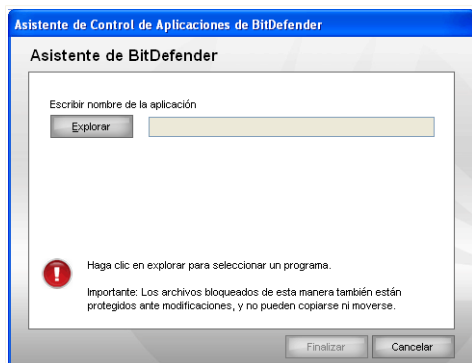 Asistente de Control de Aplicaciones de BitDefender
Asistente de BitDefender
Escribir nombre de la aplicación
Explorar
Haga clic en explorar para seleccionar un programa.
Importante: Los archivos bloqueados de esta manera también están
protegidos ante modificaciones, y no pueden copiarse ni moverse.
Finalizar
Cancelar